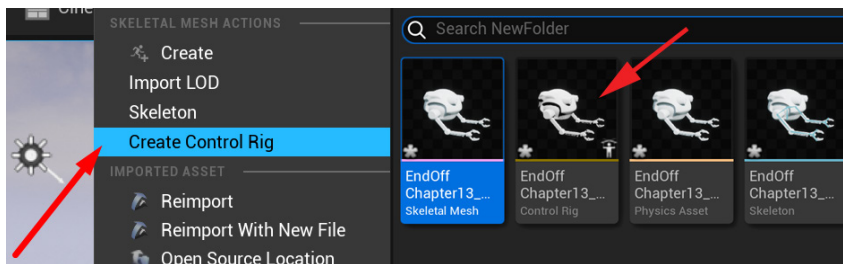 SKELETAL MESH ACTIONS
Create
Import LOD
Skeleton
Create Control Rig
IMPORTED ASSET
Reimport
Reimport With New File
Open Source Location
Search NewFolder
EndOff
Chapter13_...
Skeletal Mesh
EndOff
Chapter13_...
Control Rig
EndOff
Chapter13_...
Physics Asset
EndOff
Chapter13_...
Skeleton